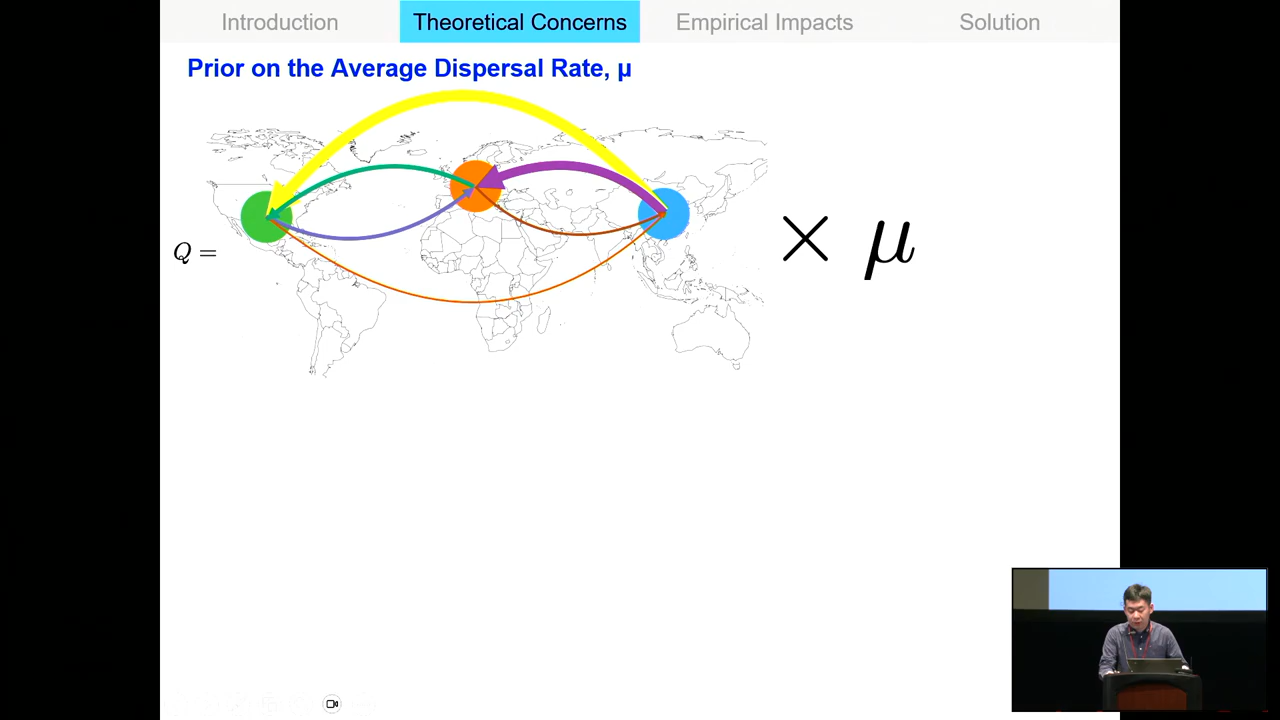 Introduction
Theoretical Concerns
Empirical Impacts
Solution
Prior on the Average Dispersal Rate, μ
Q =
× μ